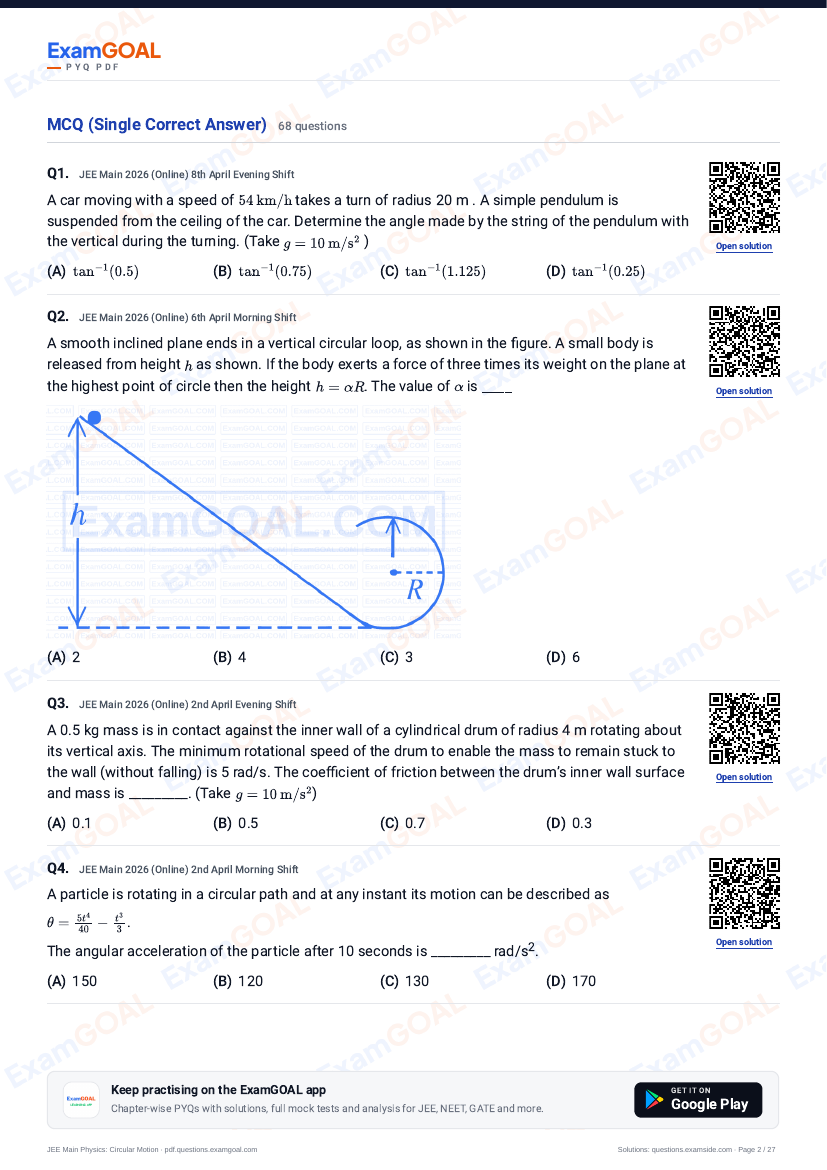 ExamGOAL
PYQ PDF
MCQ (Single Correct Answer) 68 questions
Q1. JEE Main 2026 (Online) 8th April Evening Shift
A car moving with a speed of 54 km/h takes a turn of radius 20 m . A simple pendulum is
suspended from the ceiling of the car. Determine the angle made by the string of the pendulum with
the vertical during the turning. (Take g = 10 m/s² )
Open solution
(A) tan⁻¹(0.5) (B) tan⁻¹(0.75) (C) tan⁻¹(1.125) (D) tan⁻¹(0.25)
Q2. JEE Main 2026 (Online) 6th April Morning Shift
A smooth inclined plane ends in a vertical circular loop, as shown in the figure. A small body is
released from height h as shown. If the body exerts a force of three times its weight on the plane at
the highest point of circle then the height h = αR. The value of α is ____
Open solution
h
ExamGOAL.COM
R
(A) 2 (B) 4 (C) 3 (D) 6
Q3. JEE Main 2026 (Online) 2nd April Evening Shift
A 0.5 kg mass is in contact against the inner wall of a cylindrical drum of radius 4 m rotating about
its vertical axis. The minimum rotational speed of the drum to enable the mass to remain stuck to
the wall (without falling) is 5 rad/s. The coefficient of friction between the drum's inner wall surface
and mass is ________. (Take g = 10 m/s²)
Open solution
(A) 0.1 (B) 0.5 (C) 0.7 (D) 0.3
Q4. JEE Main 2026 (Online) 2nd April Morning Shift
A particle is rotating in a circular path and at any instant its motion can be described as
θ = 5t⁴/40 − t³/3.
The angular acceleration of the particle after 10 seconds is ________ rad/s².
Open solution
(A) 150 (B) 120 (C) 130 (D) 170
ExamGOAL
Keep practising on the ExamGOAL app
Chapter-wise PYQs with solutions, full mock tests and analysis for JEE, NEET, GATE and more.
GET IT ON
Google Play
JEE Main Physics: Circular Motion · pdf.questions.examgoal.com
Solutions: questions.examside.com · Page 2 / 27